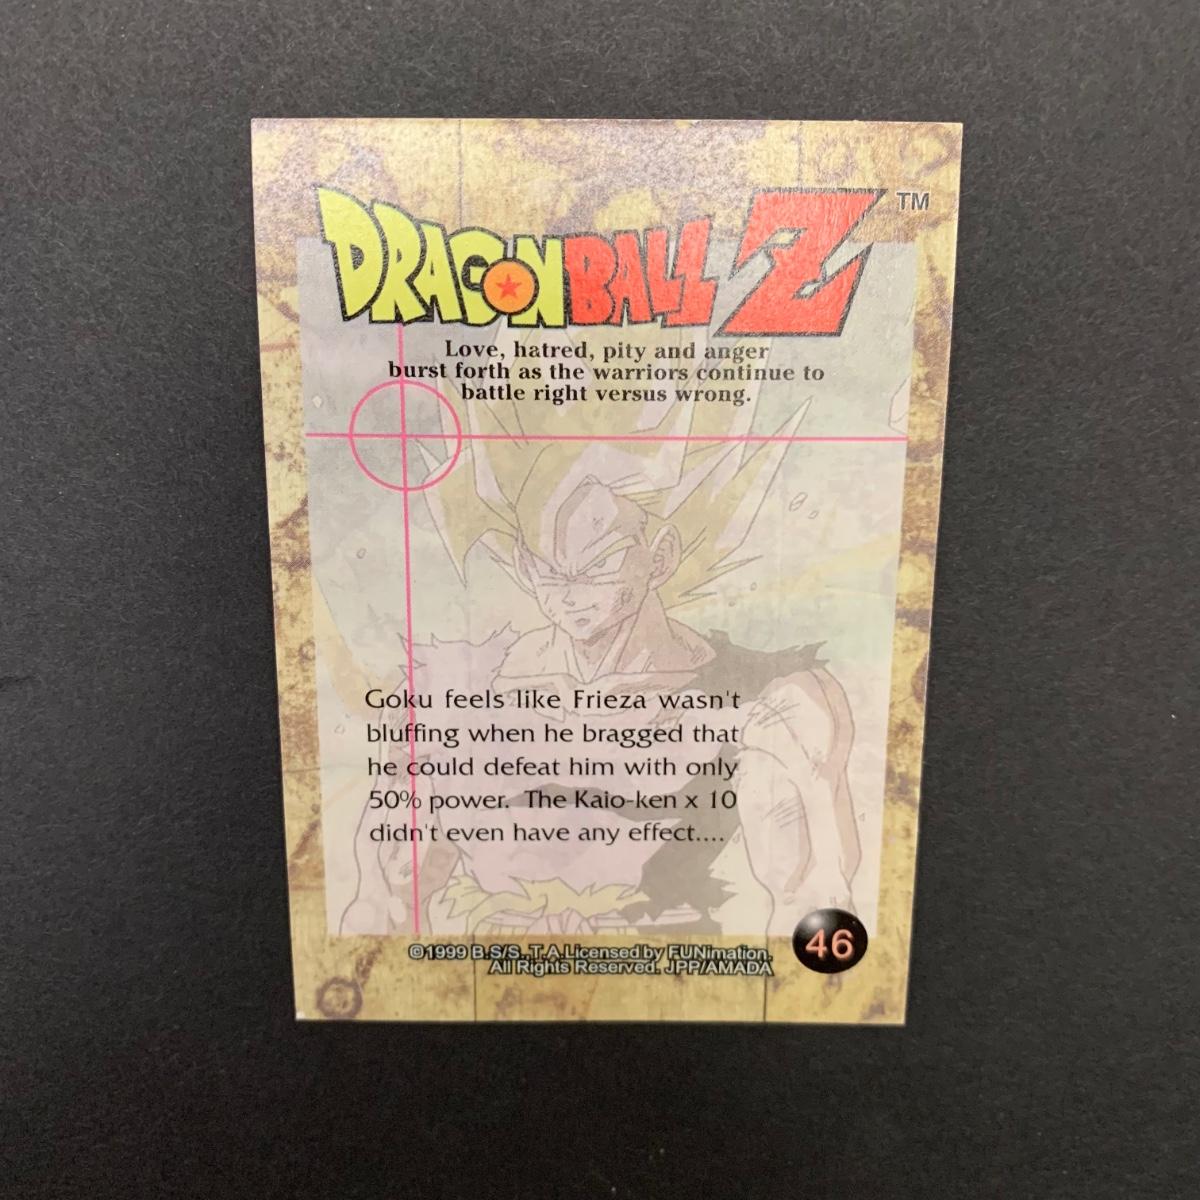 DRAGON BALL Z ™
Love, hatred, pity and anger
burst forth as the warriors continue to
battle right versus wrong.
Goku feels like Frieza wasn't
bluffing when he bragged that
he could defeat him with only
50% power. The Kaio-ken x 10
didn't even have any effect....
46
©1999 B.S/S.,T.A.Licensed by FUNimation.
All Rights Reserved. JPP/AMADA